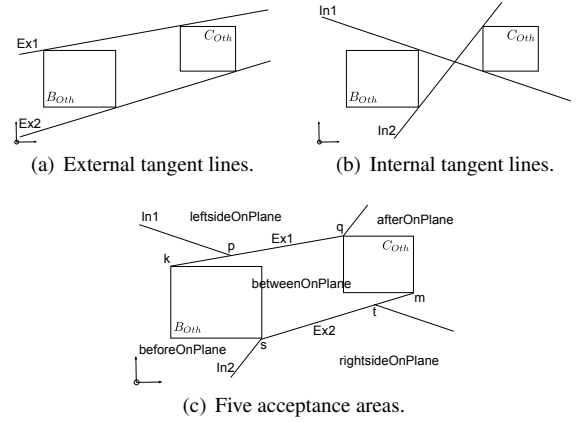 Ex1
C_Oth
B_Oth
Ex2
(a) External tangent lines.
In1
C_Oth
B_Oth
In2
(b) Internal tangent lines.
In1
leftsideOnPlane
q
afterOnPlane
p
Ex1
C_Oth
k
betweenOnPlane
m
t
B_Oth
Ex2
beforeOnPlane
s
In2
rightsideOnPlane
(c) Five acceptance areas.